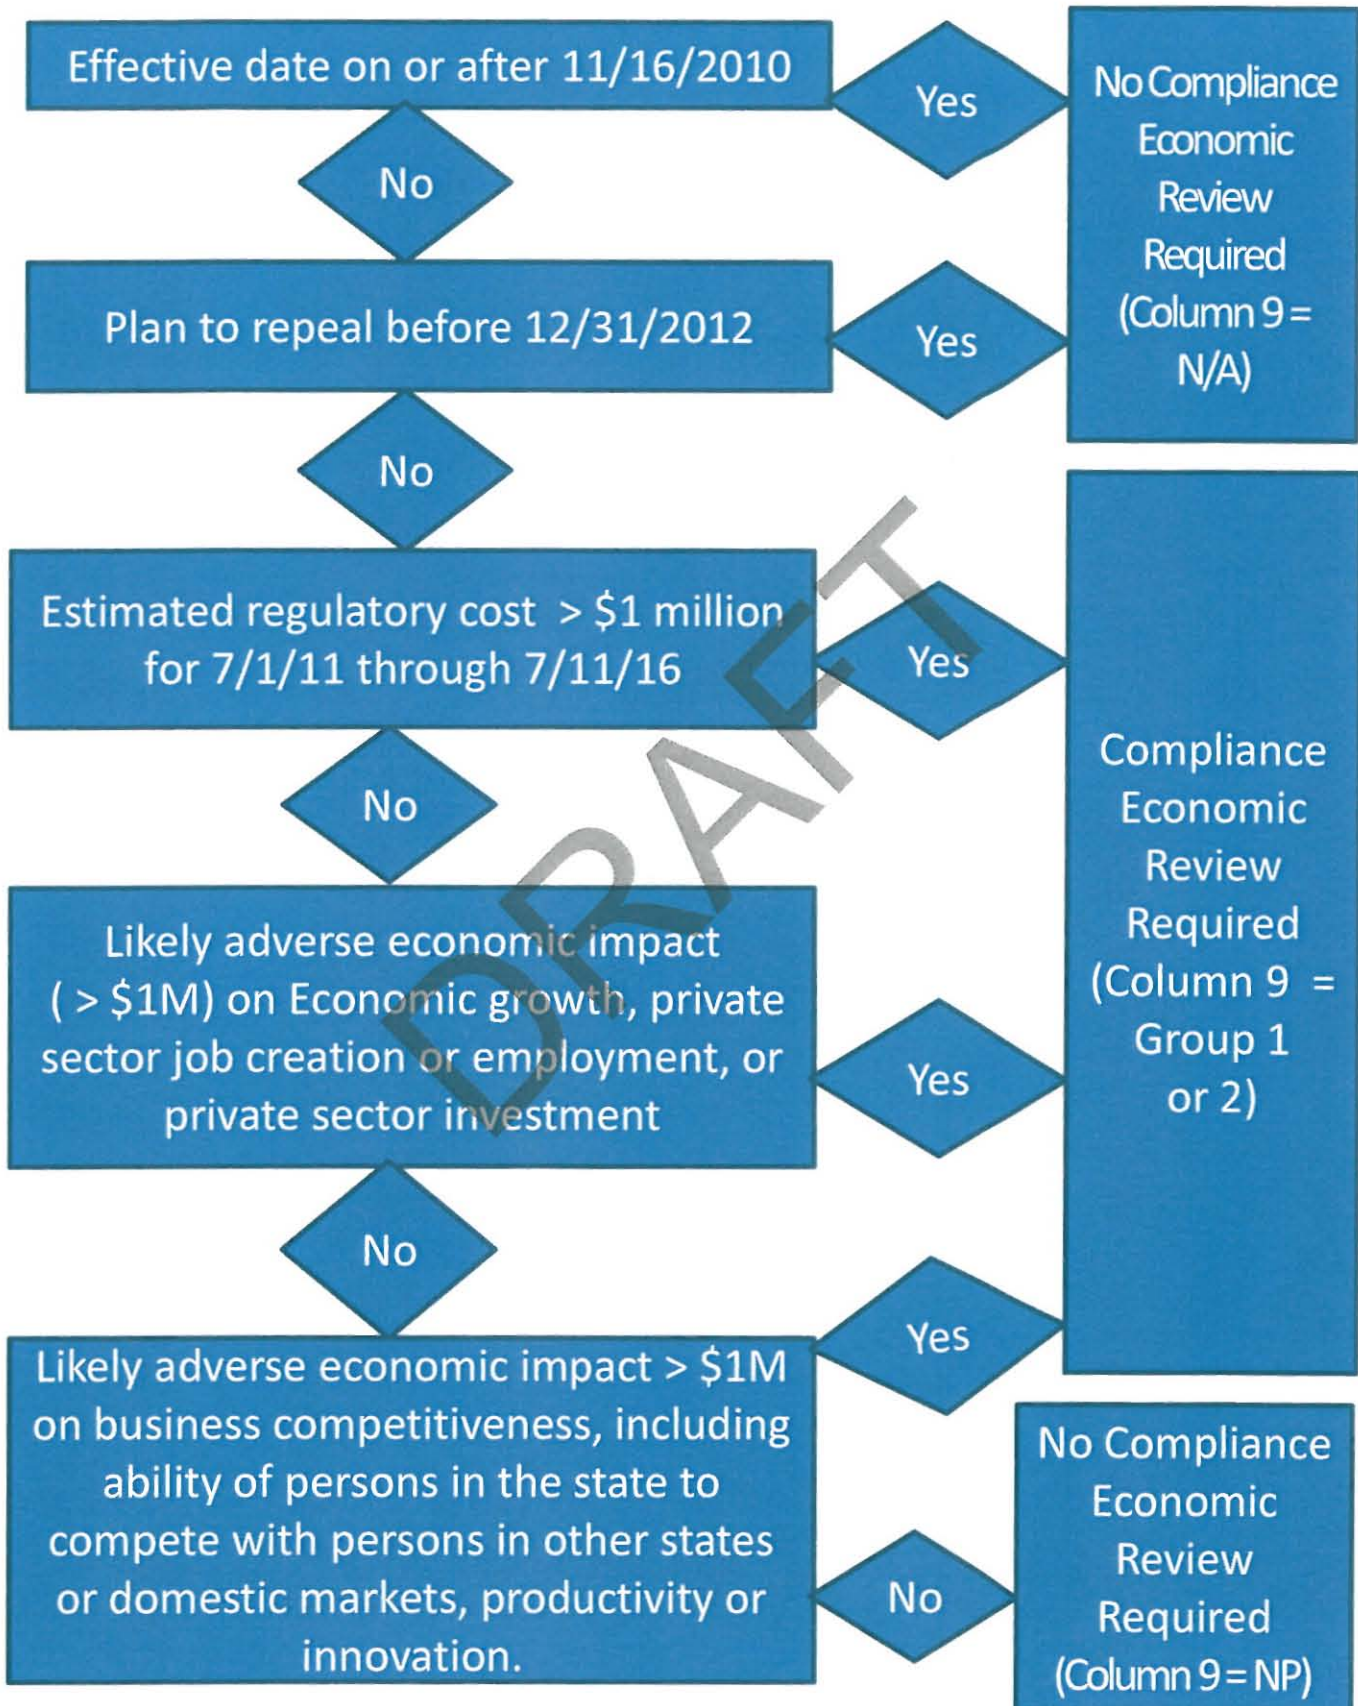 Effective date on or after 11/16/2010
Yes
No Compliance
Economic
Review
Required
(Column 9 =
N/A)
No
Plan to repeal before 12/31/2012
Yes
No
Estimated regulatory cost > $1 million
for 7/1/11 through 7/11/16
Yes
Compliance
Economic
Review
Required
(Column 9 =
Group 1
or 2)
No
Likely adverse economic impact
( > $1M) on Economic growth, private
sector job creation or employment, or
private sector investment
Yes
No
Likely adverse economic impact > $1M
on business competitiveness, including
ability of persons in the state to
compete with persons in other states
or domestic markets, productivity or
innovation.
Yes
No
No Compliance
Economic
Review
Required
(Column 9 = NP)
DRAFT